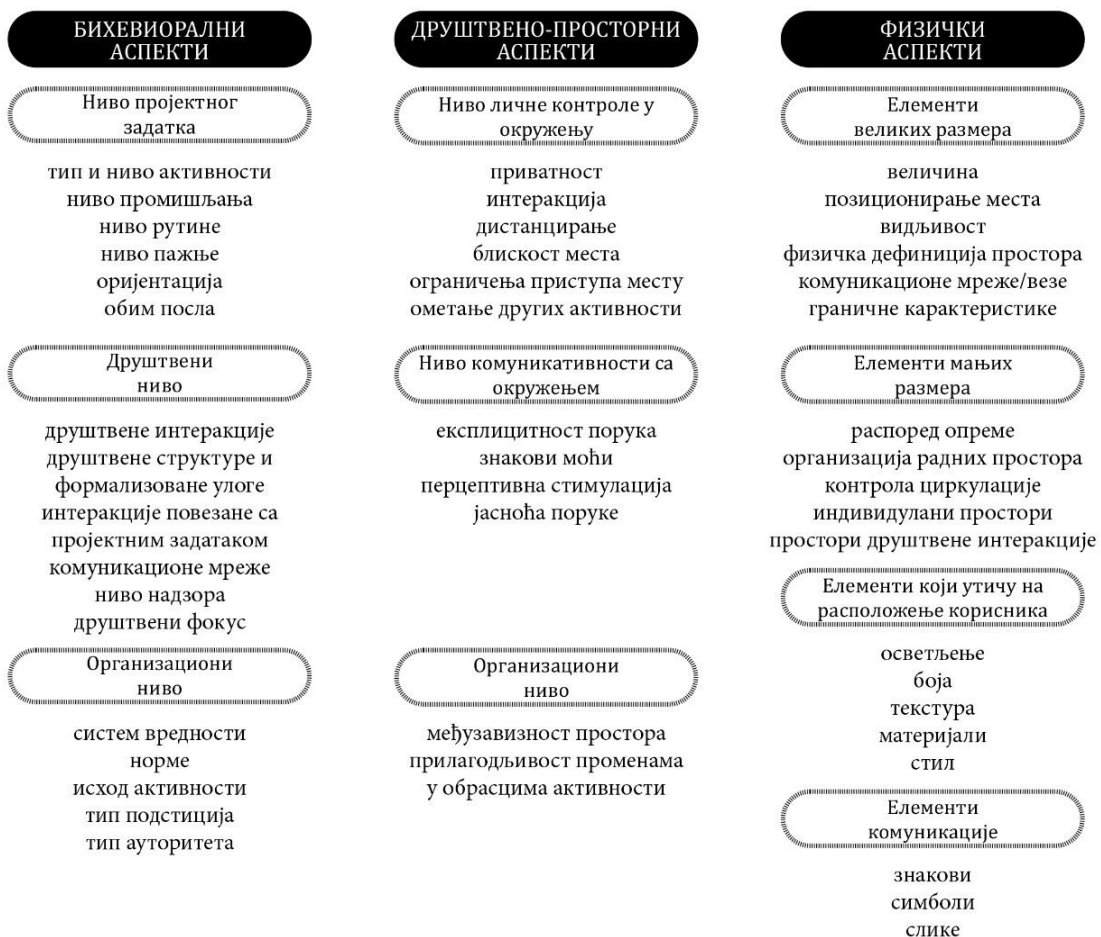 БИХЕВИОРАЛНИ
АСПЕКТИ
Ниво пројектног
задатка
тип и ниво активности
ниво промишљања
ниво рутине
ниво пажње
оријентација
обим посла
Друштвени
ниво
друштвене интеракције
друштвене структуре и
формализоване улоге
интеракције повезане са
пројектним задатаком
комуникационе мреже
ниво надзора
друштвени фокус
Организациони
ниво
систем вредности
норме
исход активности
тип подстиција
тип ауторитета
ДРУШТВЕНО-ПРОСТОРНИ
АСПЕКТИ
Ниво личне контроле у
окружењу
приватност
интеракција
дистанцирање
блискост места
ограничења приступа месту
ометање других активности
Ниво комуникативности са
окружењем
експлицитност порука
знакови моћи
перцептивна стимулација
јасноћа поруке
Организациони
ниво
међузависност простора
прилагодљивост променама
у обрасцима активности
ФИЗИЧКИ
АСПЕКТИ
Елементи
великих размера
величина
позиционирање места
видљивост
физичка дефиниција простора
комуникационе мреже/везе
граничне карактеристике
Елементи мањих
размера
распоред опреме
организација радних простора
контрола циркулације
индивидулани простори
простори друштвене интеракције
Елементи који утичу на
расположење корисника
осветљење
боја
текстура
материјали
стил
Елементи
комуникације
знакови
симболи
слике